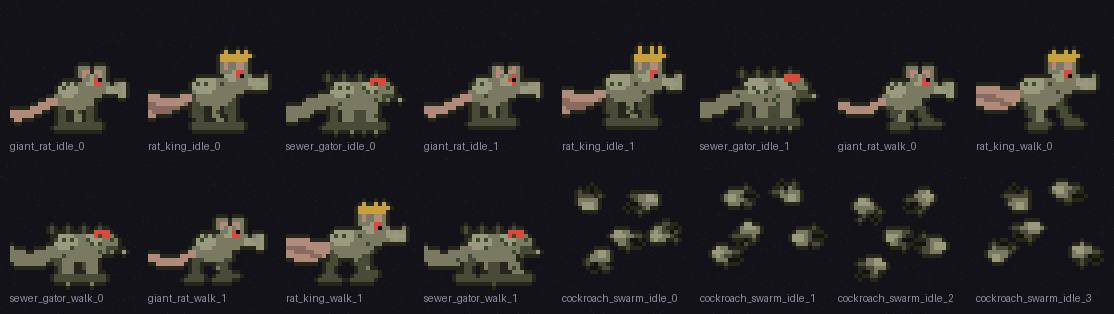 giant_rat_idle_0
rat_king_idle_0
sewer_gator_idle_0
giant_rat_idle_1
rat_king_idle_1
sewer_gator_idle_1
giant_rat_walk_0
rat_king_walk_0
sewer_gator_walk_0
giant_rat_walk_1
rat_king_walk_1
sewer_gator_walk_1
cockroach_swarm_idle_0
cockroach_swarm_idle_1
cockroach_swarm_idle_2
cockroach_swarm_idle_3